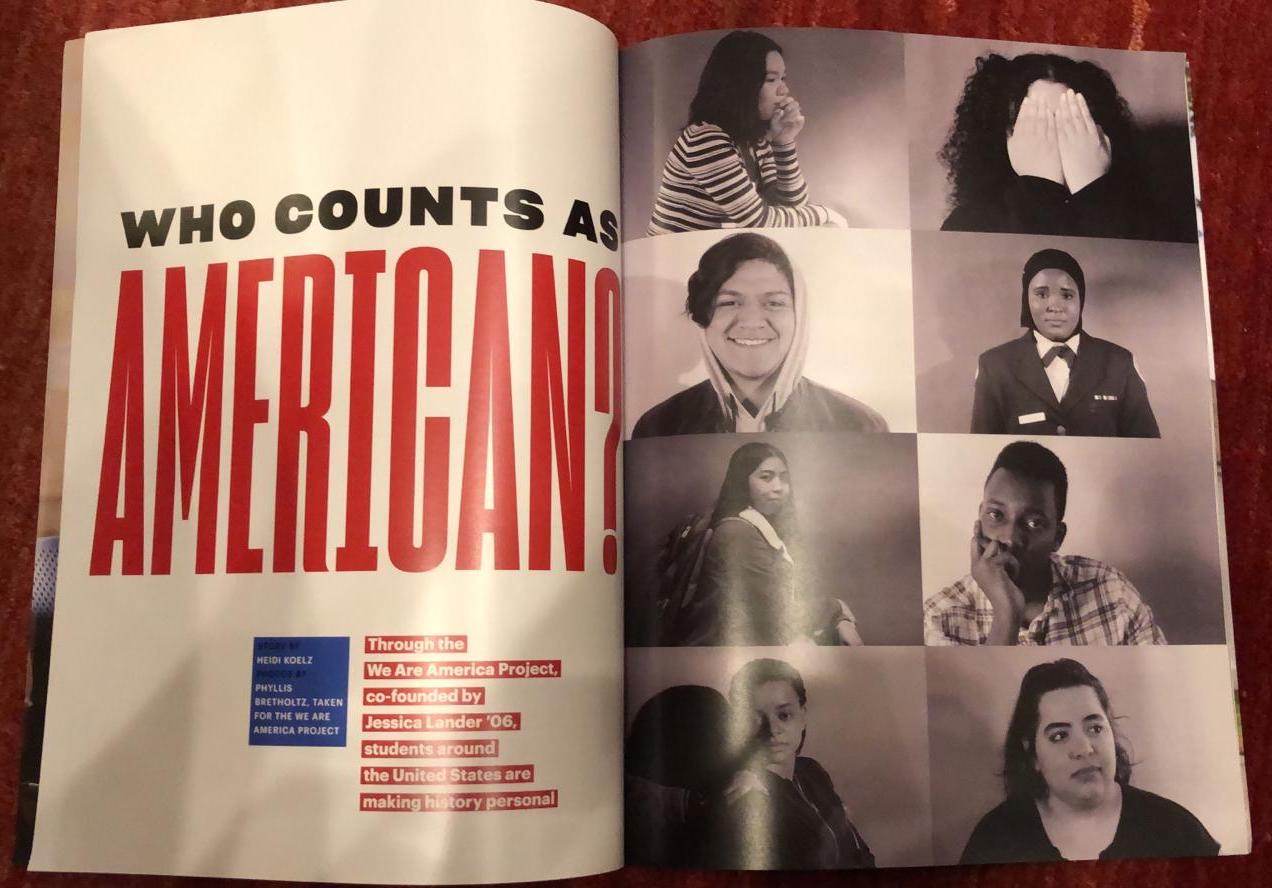 WHO COUNTS AS
AMERICAN?
STORY BY
HEIDI KOELZ
PHOTOS BY
PHYLLIS
BRETHOLTZ, TAKEN
FOR THE WE ARE
AMERICA PROJECT
Through the
We Are America Project,
co-founded by
Jessica Lander ’06,
students around
the United States are
making history personal